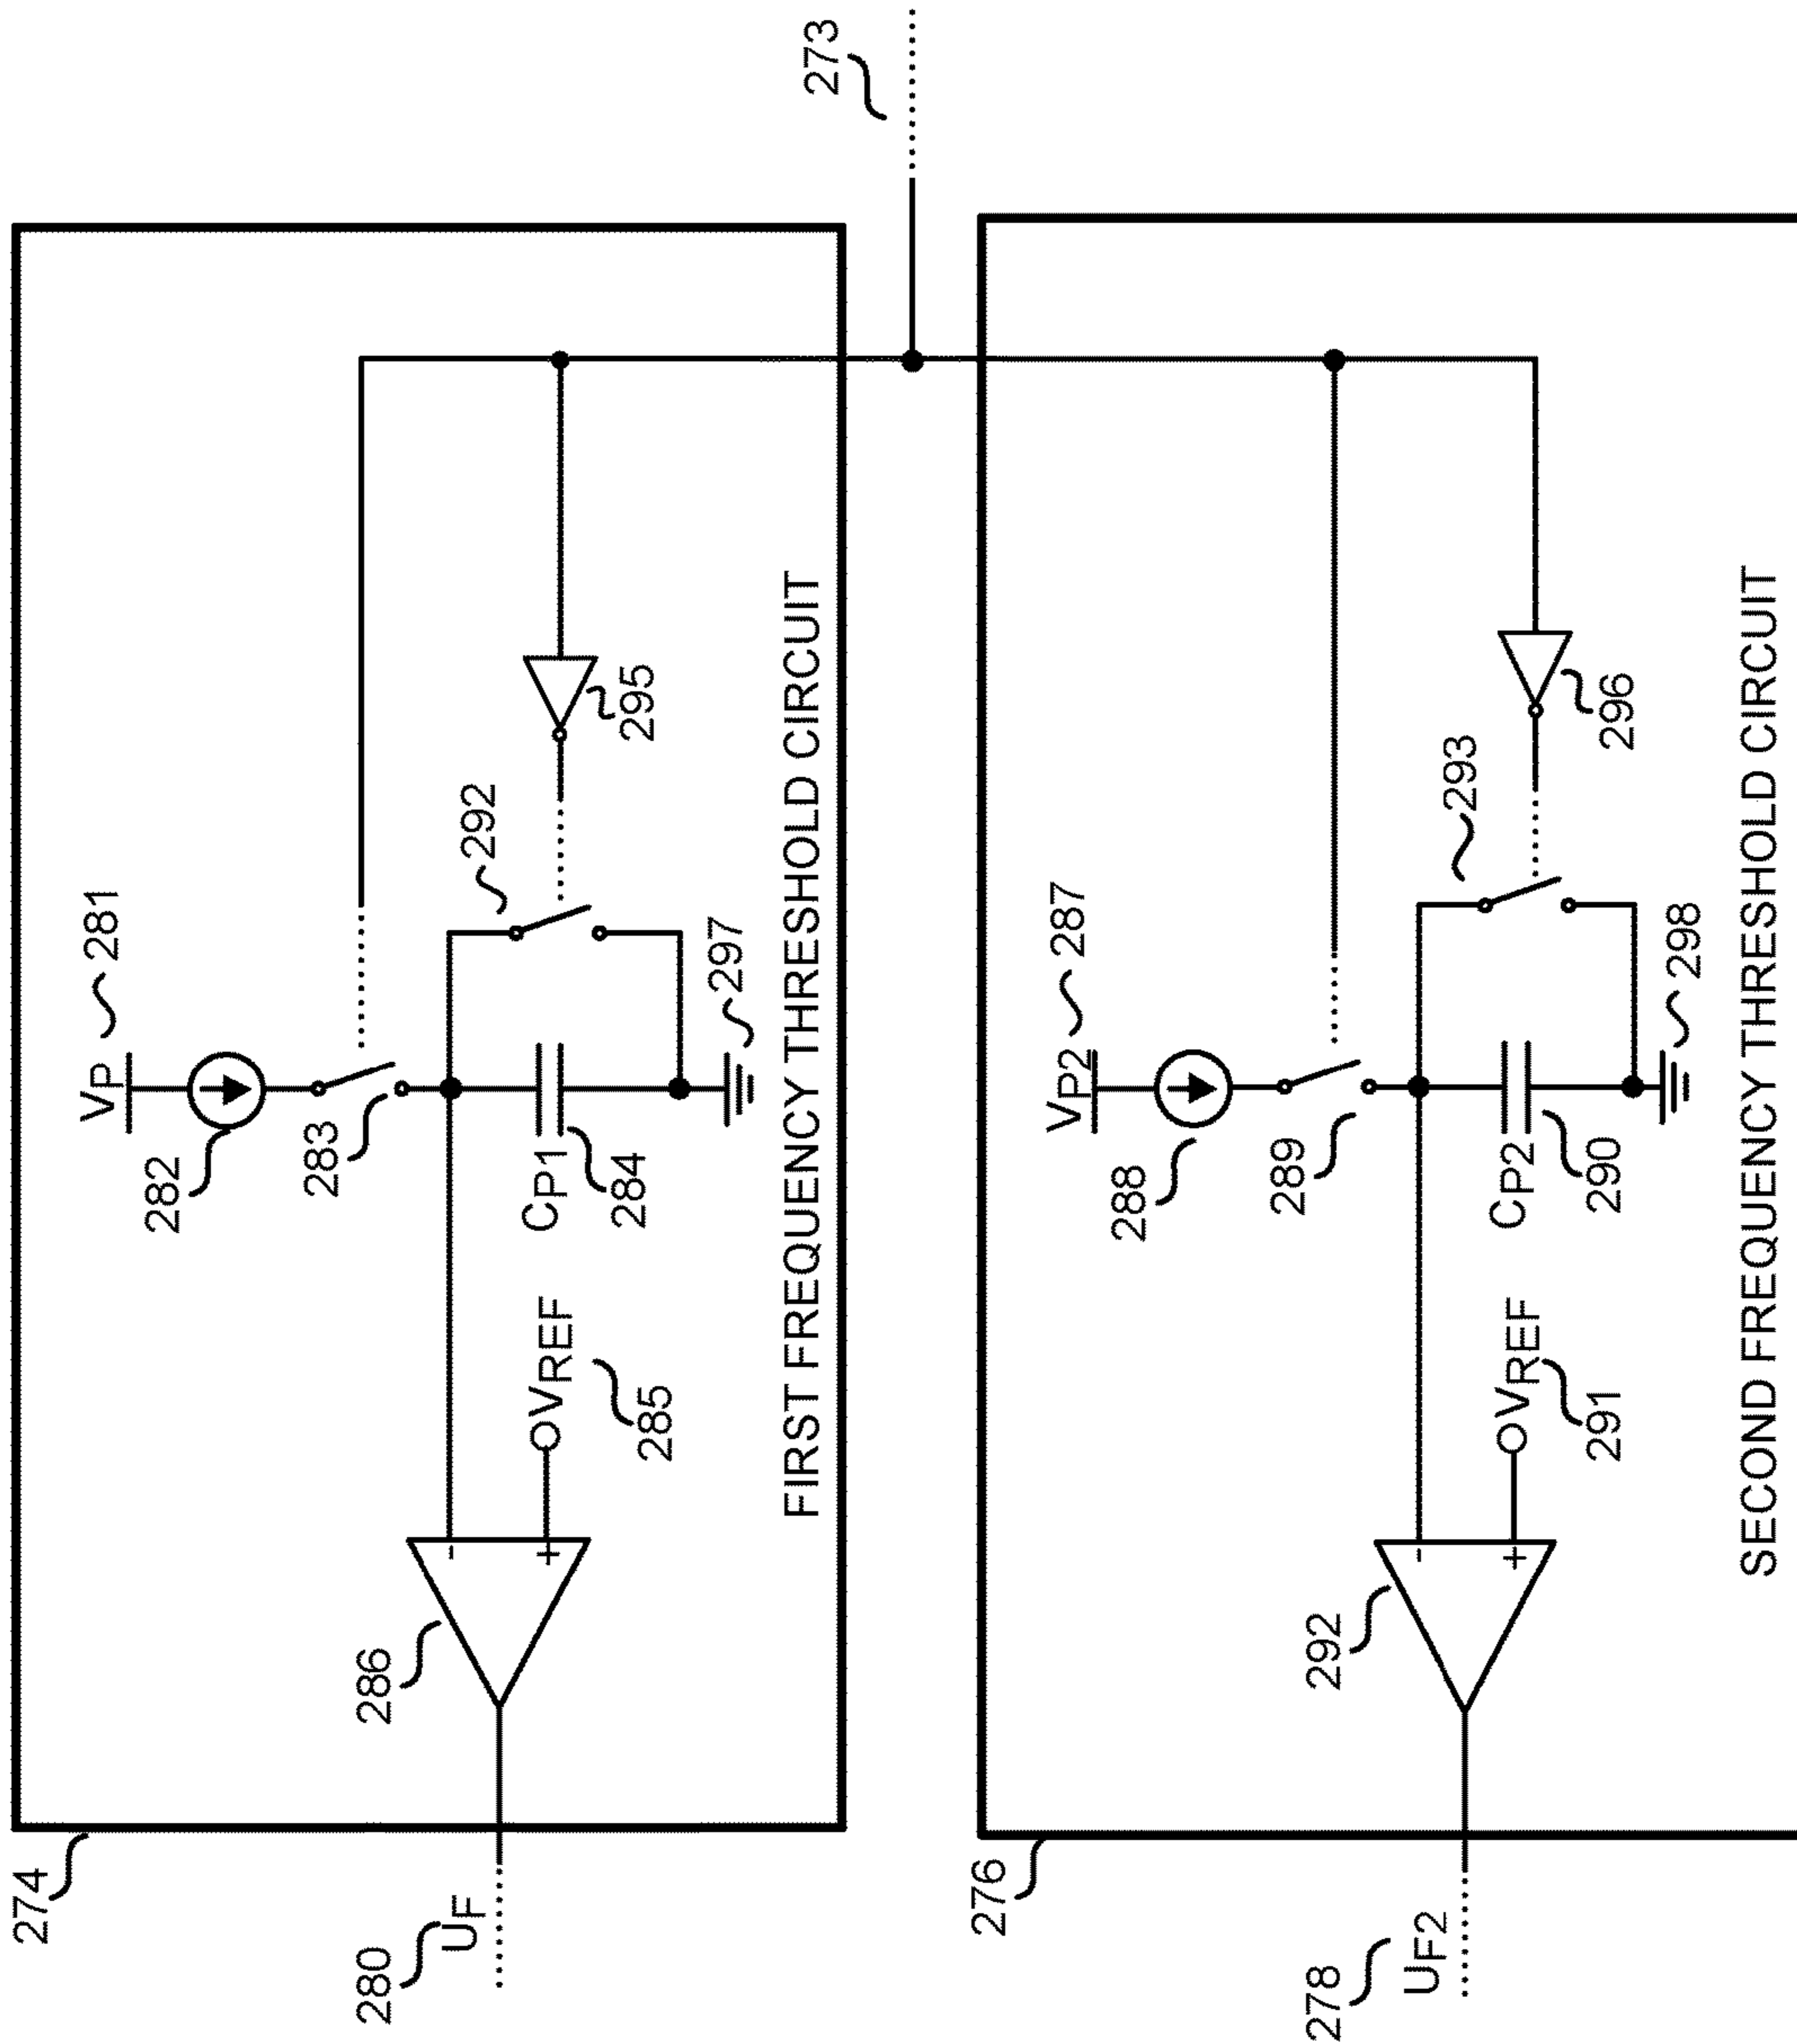 274
280
UF
286
VP
281
282
283
CP1
284
292
297
295
VREF
285
FIRST FREQUENCY THRESHOLD CIRCUIT
273
276
278
UF2
292
VP2
287
288
289
CP2
290
293
298
296
VREF
291
SECOND FREQUENCY THRESHOLD CIRCUIT
-
+
-
+